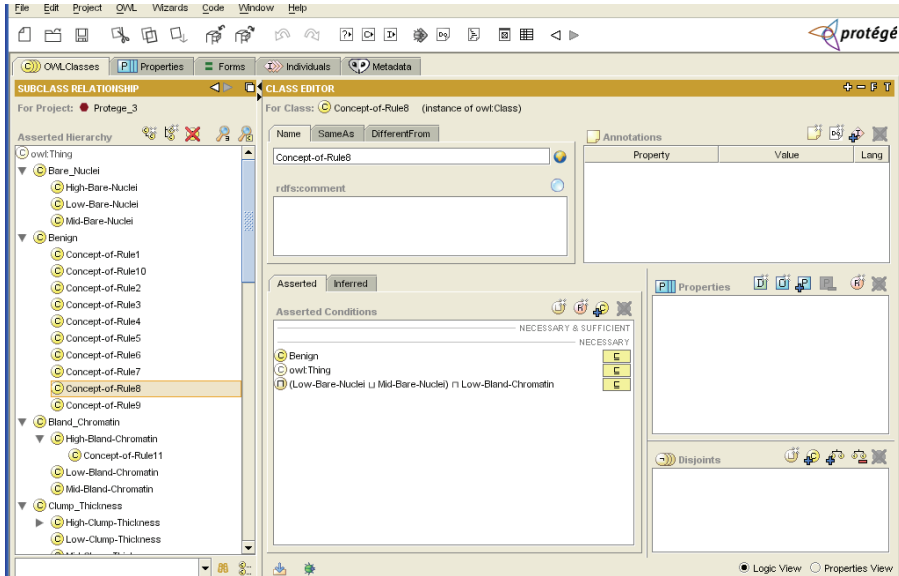 File Edit Project OWL Wizards Code Window Help
protégé
OWLClasses Properties Forms Individuals Metadata
SUBCLASS RELATIONSHIP
For Project: Protege_3
Asserted Hierarchy
owl:Thing
Bare_Nuclei
High-Bare-Nuclei
Low-Bare-Nuclei
Mid-Bare-Nuclei
Benign
Concept-of-Rule1
Concept-of-Rule10
Concept-of-Rule2
Concept-of-Rule3
Concept-of-Rule4
Concept-of-Rule5
Concept-of-Rule6
Concept-of-Rule7
Concept-of-Rule8
Concept-of-Rule9
Bland_Chromatin
High-Bland-Chromatin
Concept-of-Rule11
Low-Bland-Chromatin
Mid-Bland-Chromatin
Clump_Thickness
High-Clump-Thickness
Low-Clump-Thickness
CLASS EDITOR
For Class: Concept-of-Rule8 (instance of owl:Class)
Name SameAs DifferentFrom
Concept-of-Rule8
rdfs:comment
Annotations
Property Value Lang
Asserted Inferred
Asserted Conditions
NECESSARY & SUFFICIENT
NECESSARY
Benign
owl:Thing
(Low-Bare-Nuclei ⊔ Mid-Bare-Nuclei) ⊓ Low-Bland-Chromatin
Properties
Disjoints
Logic View Properties View